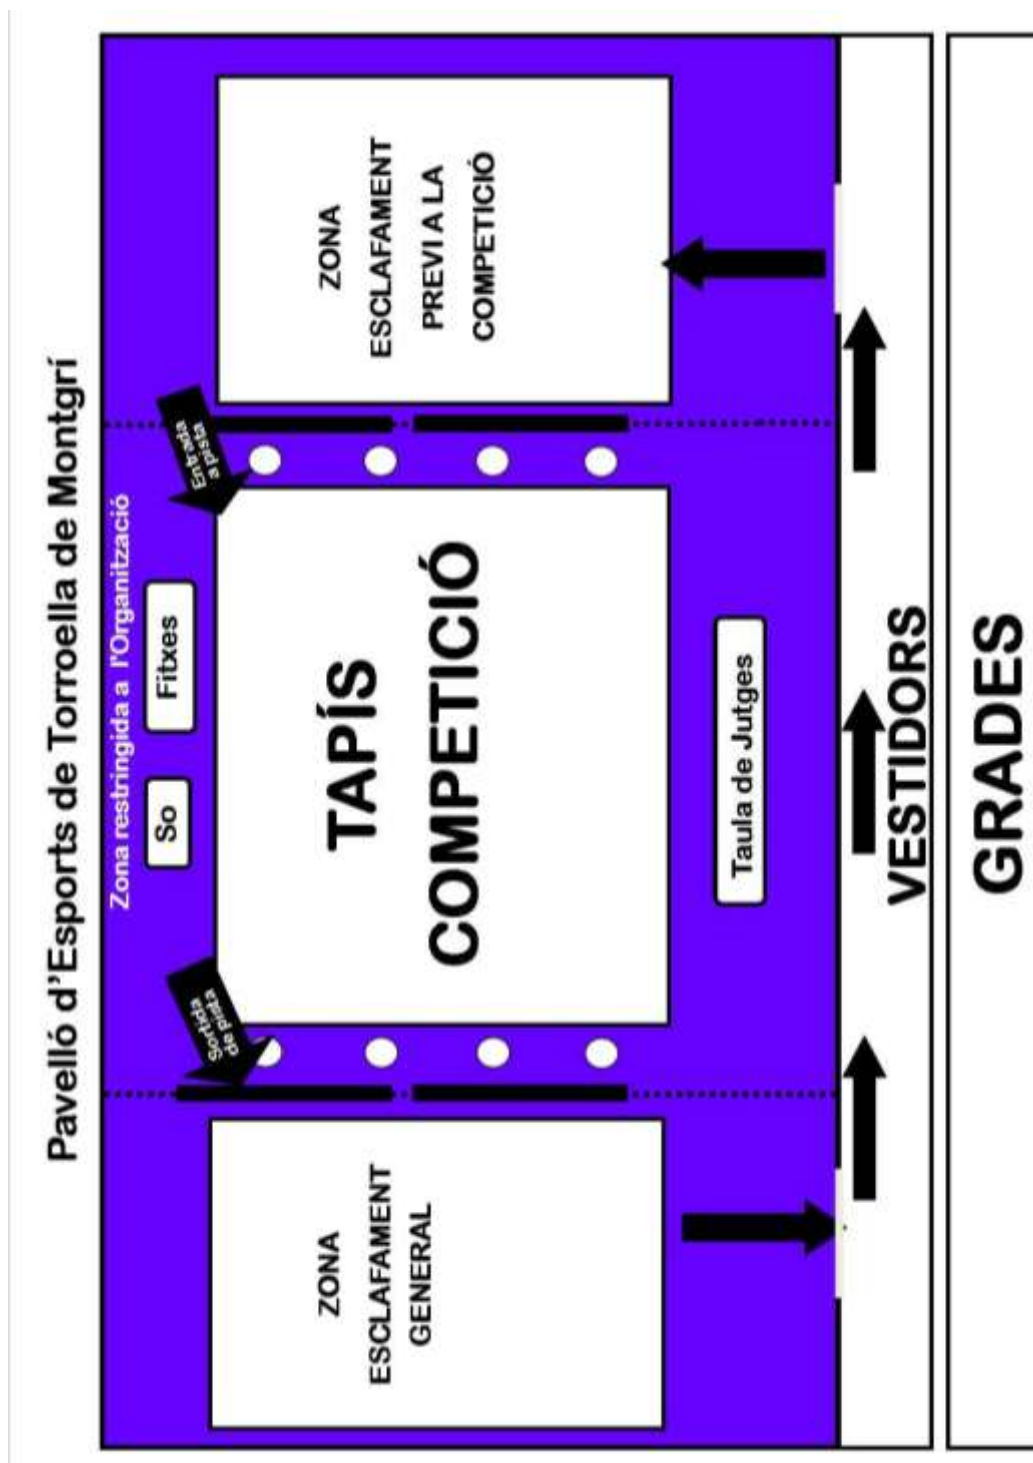 Pavelló d'Esports de Torroella de Montgrí
Zona restringida a l'Organització
So
Fitxes
Sortida
de pista
Entrada
a pista
ZONA
ESCLAFAMENT
GENERAL
TAPÍS
COMPETICIÓ
ZONA
ESCLAFAMENT
PREVI A LA
COMPETICIÓ
Taula de Jutges
VESTIDORS
GRADES